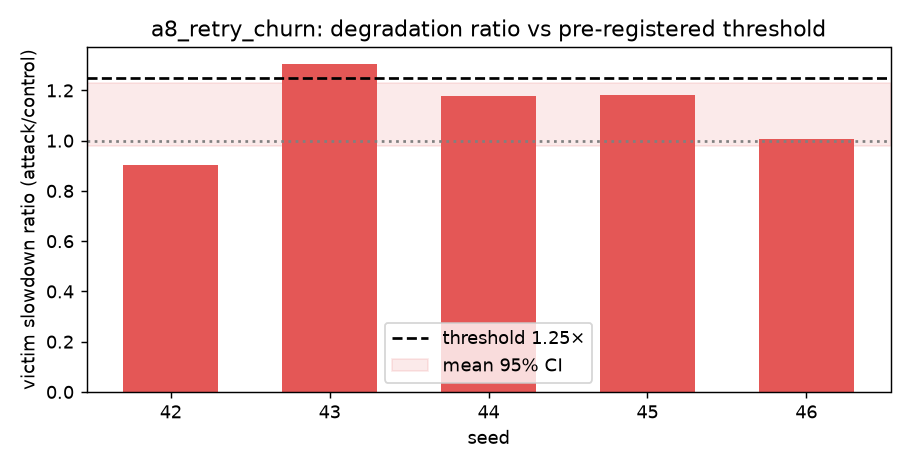 a8_retry_churn: degradation ratio vs pre-registered threshold
victim slowdown ratio (attack/control)
1.2
1.0
0.8
0.6
0.4
0.2
0.0
threshold 1.25×
mean 95% CI
42 43 44 45 46
seed